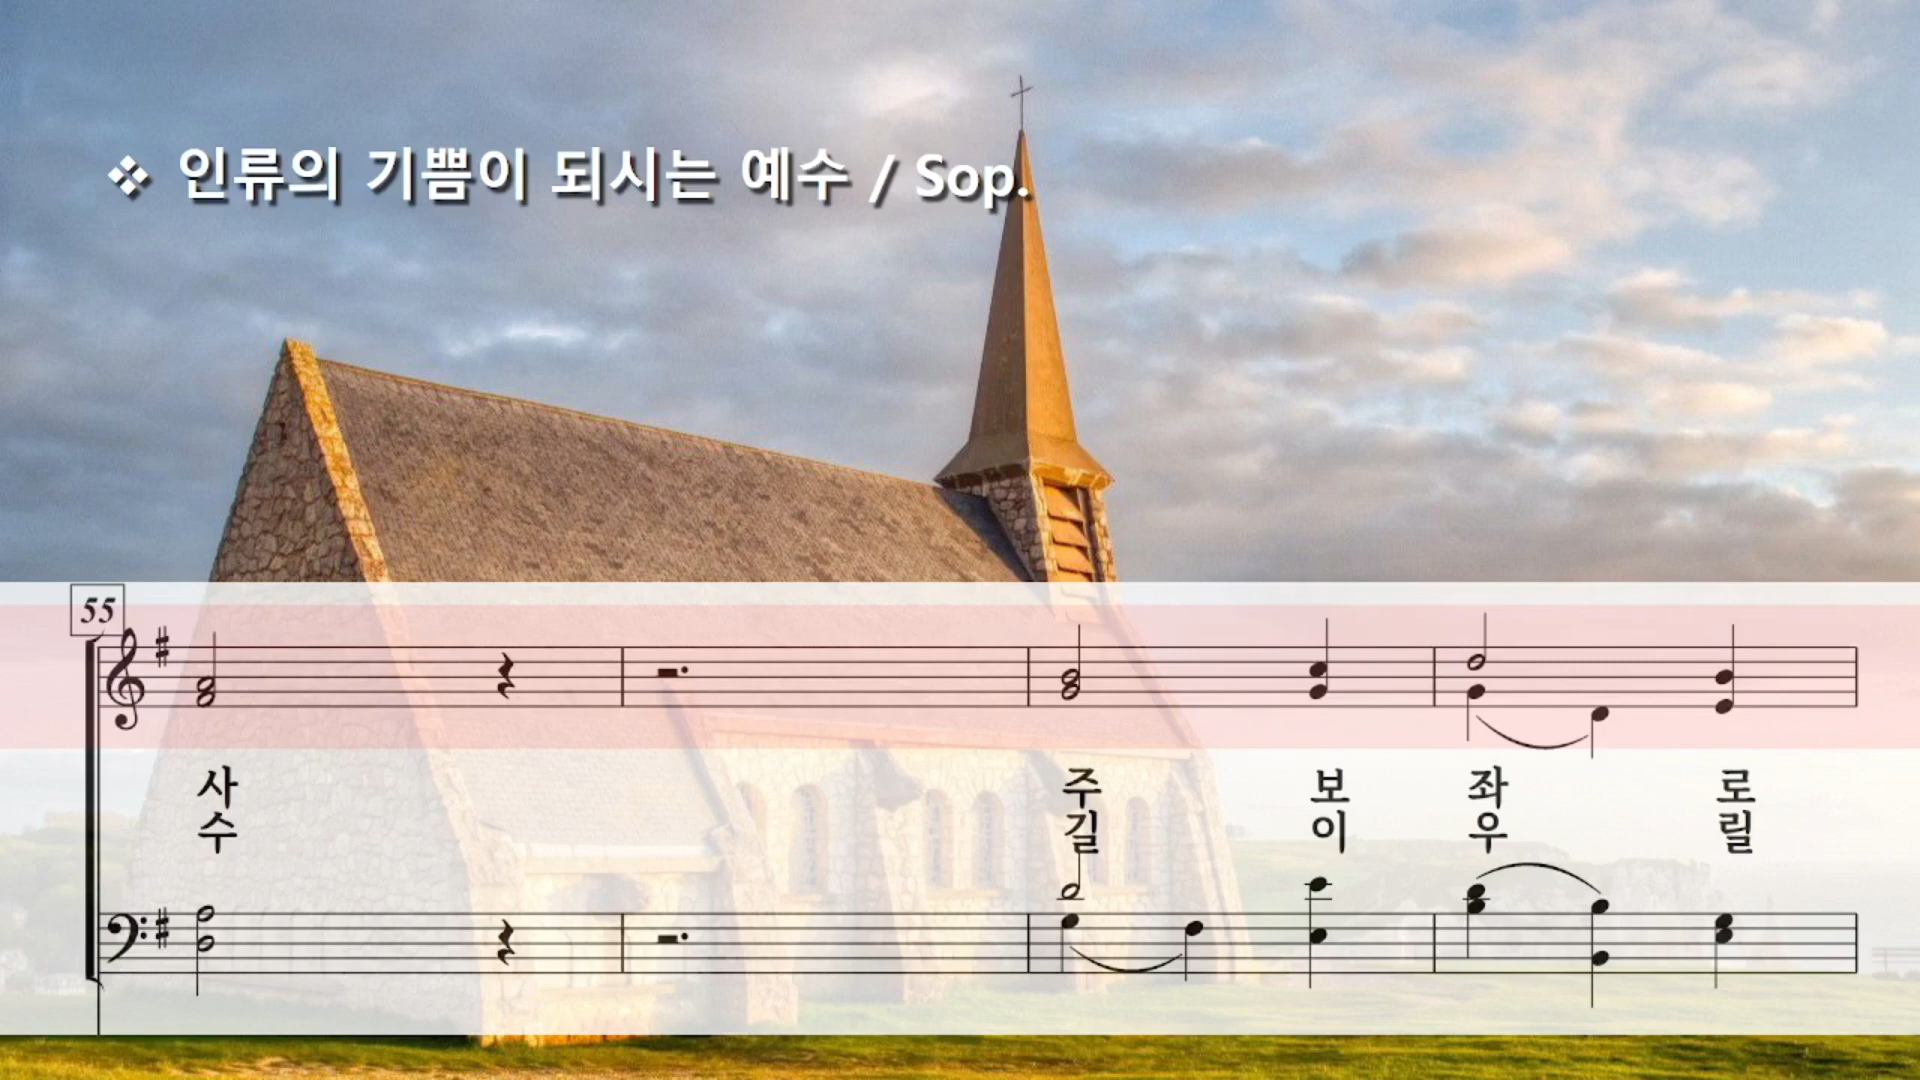 ❖ 인류의 기쁨이 되시는 예수 / Sop.
55
사 주 보 좌 로
수 길 이 우 릴